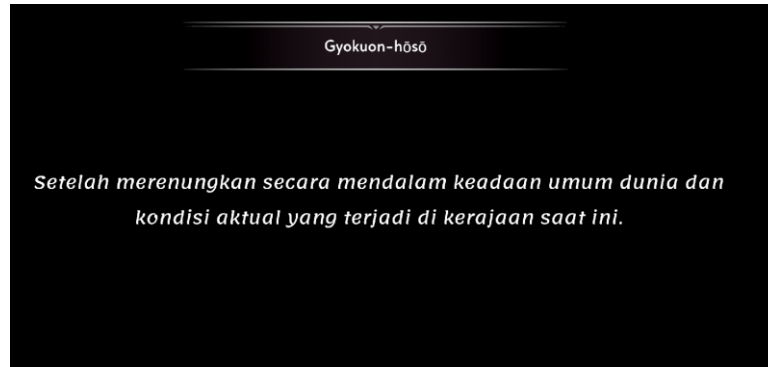 Gyokuon-hōsō
Setelah merenungkan secara mendalam keadaan umum dunia dan
kondisi aktual yang terjadi di kerajaan saat ini.